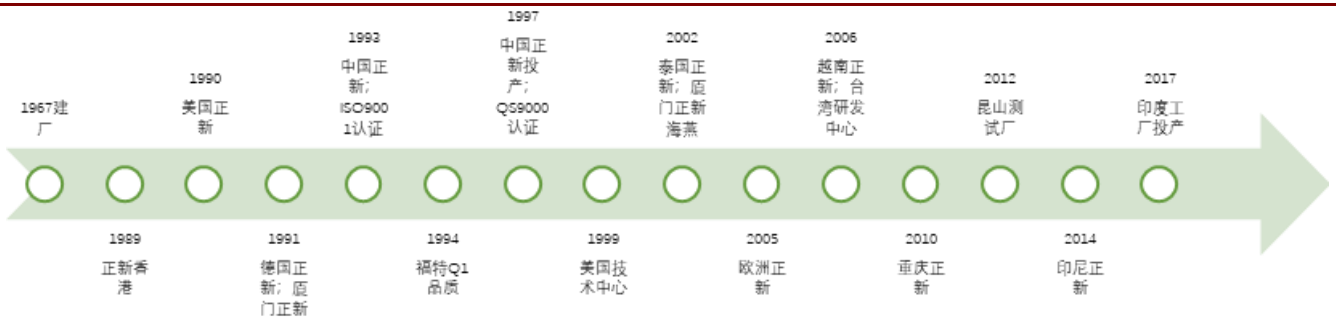 1967建
厂
1989
正新香
港
1990
美国正
新
1991
德国正
新；厦
门正新
1993
中国正
新；
ISO900
1认证
1994
福特Q1
品质
1997
中国正
新投
产；
QS9000
认证
1999
美国技
术中心
2002
泰国正
新；厦
门正新
海燕
2005
欧洲正
新
2006
越南正
新；台
湾研发
中心
2010
重庆正
新
2012
昆山测
试厂
2014
印尼正
新
2017
印度工
厂投产